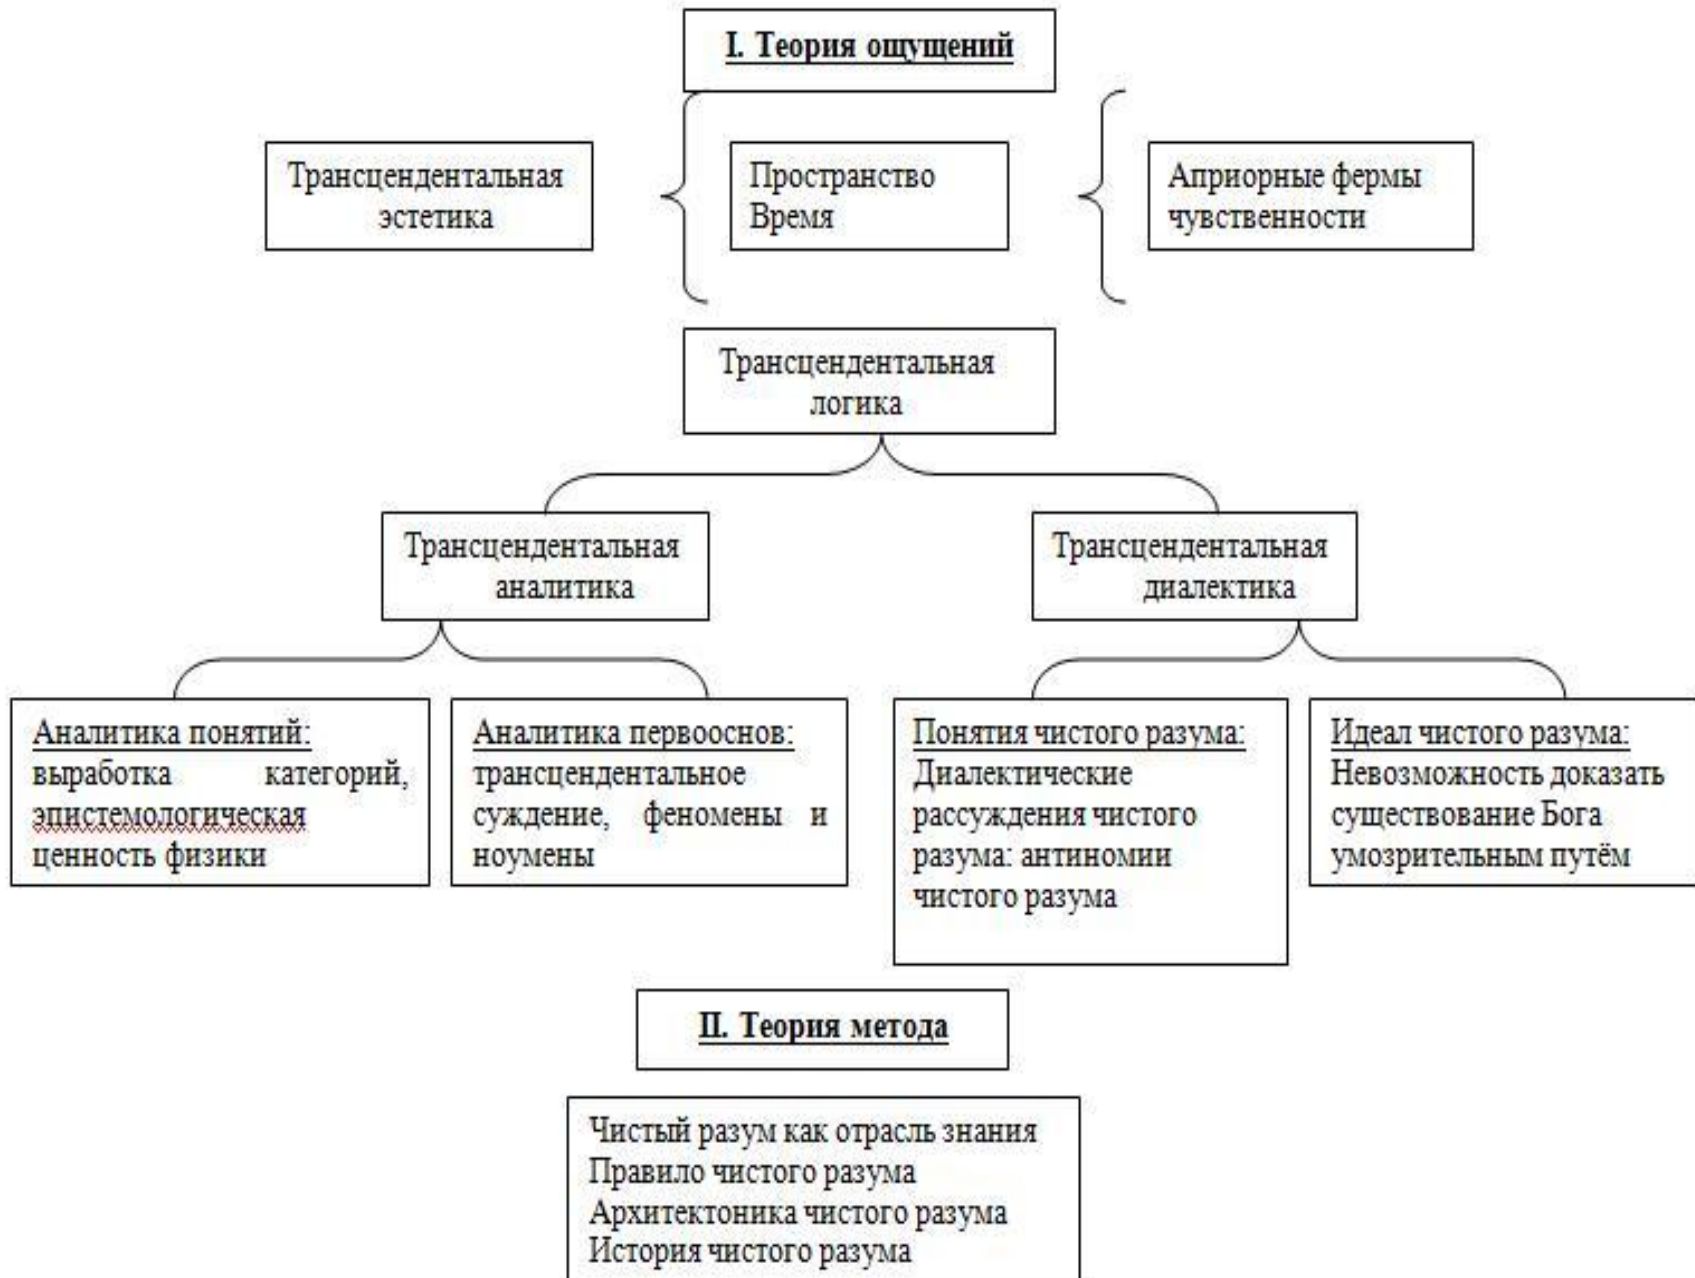 I. Теория ощущений
Трансцендентальная
эстетика
Пространство
Время
Априорные фермы
чувственности
Трансцендентальная
логика
Трансцендентальная
аналитика
Трансцендентальная
диалектика
Аналитика понятий:
выработка категорий,
эпистемологическая
ценность физики
Аналитика первооснов:
трансцендентальное
суждение, феномены и
ноумены
Понятия чистого разума:
Диалектические
рассуждения чистого
разума: антиномии
чистого разума
Идеал чистого разума:
Невозможность доказать
существование Бога
умозрительным путём
II. Теория метода
Чистый разум как отрасль знания
Правило чистого разума
Архитектоника чистого разума
История чистого разума